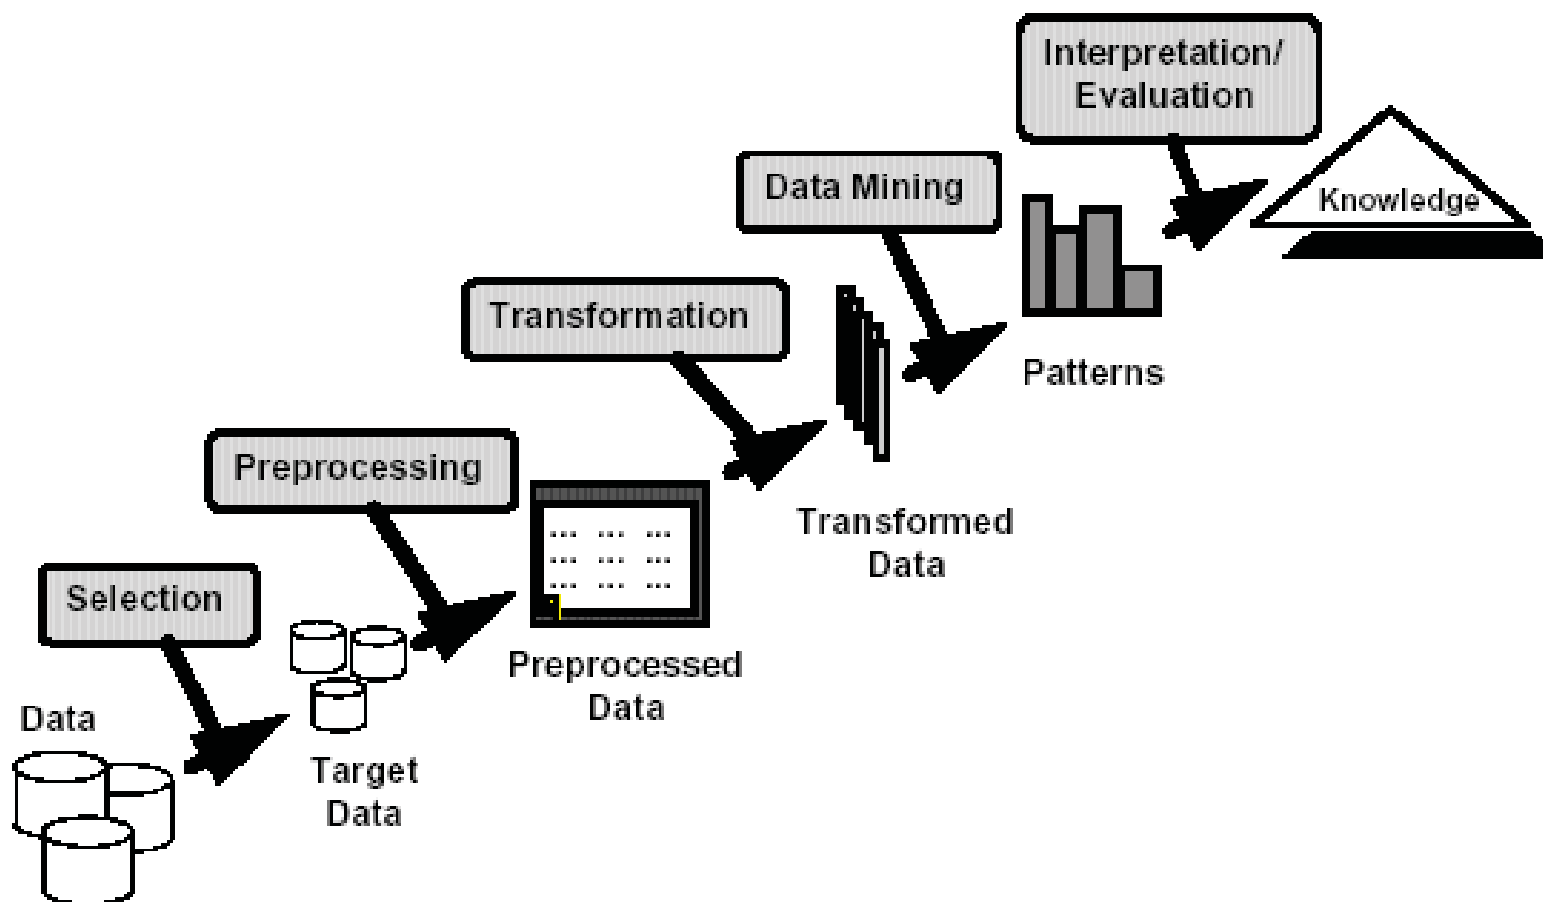 Interpretation/
Evaluation
Knowledge
Data Mining
Patterns
Transformation
Transformed
Data
Preprocessing
Preprocessed
Data
Selection
Target
Data
Data